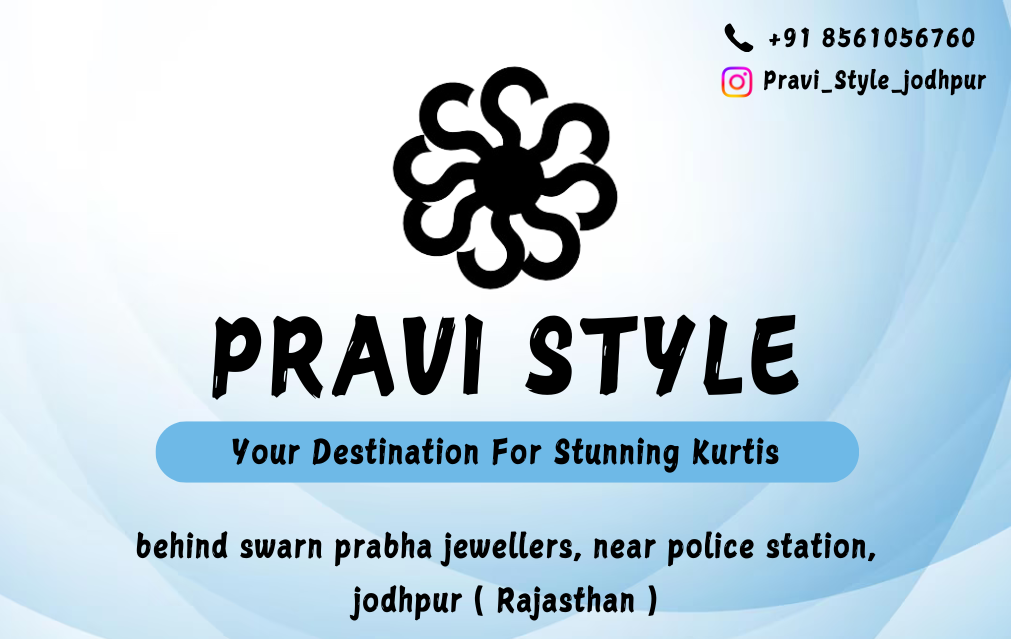 +91 8561056760
Pravi_Style_jodhpur
PRAVI STYLE
Your Destination For Stunning Kurtis
behind swarn prabha jewellers, near police station,
jodhpur ( Rajasthan )